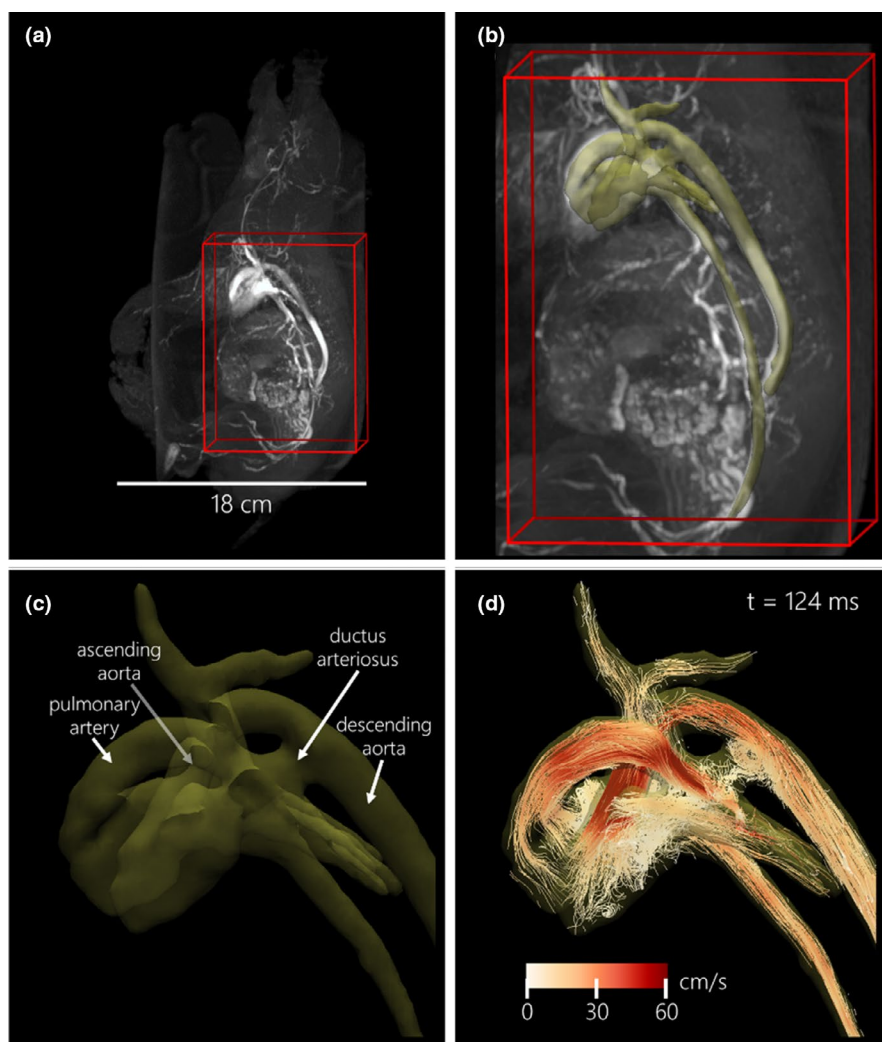 (a)
18 cm
(b)
(c)
ascending
aorta
pulmonary
artery
ductus
arteriosus
descending
aorta
(d)
t = 124 ms
cm/s
0 30 60